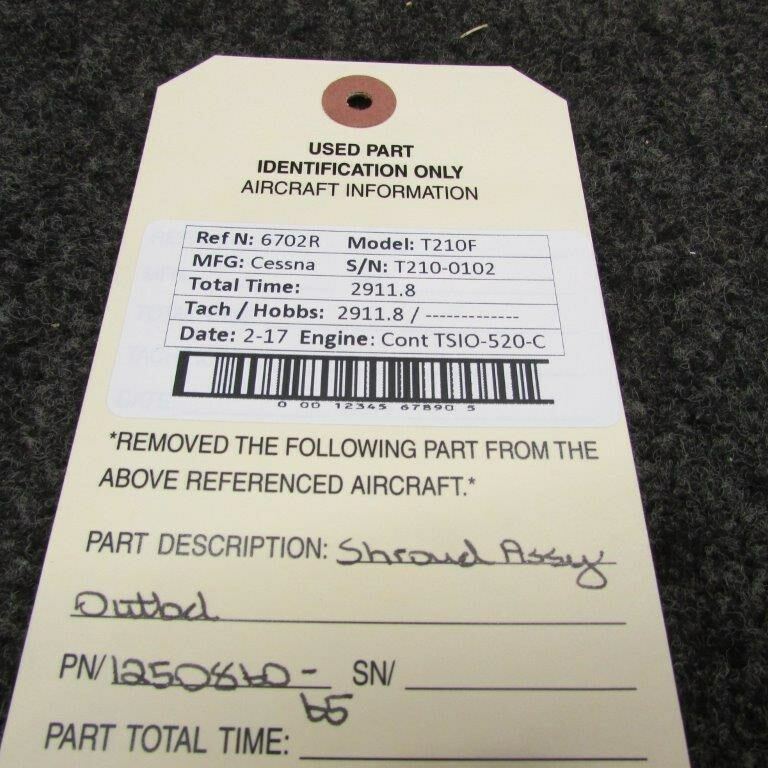 USED PART
IDENTIFICATION ONLY
AIRCRAFT INFORMATION
Ref N: 6702R Model: T210F
MFG: Cessna S/N: T210-0102
Total Time: 2911.8
Tach / Hobbs: 2911.8 / -------------
Date: 2-17 Engine: Cont TSIO-520-C
0 00 12345 67890 5
*REMOVED THE FOLLOWING PART FROM THE
ABOVE REFERENCED AIRCRAFT.*
PART DESCRIPTION: Shroud Assy
Outbd
PN/ 1250860- SN/
65
PART TOTAL TIME: